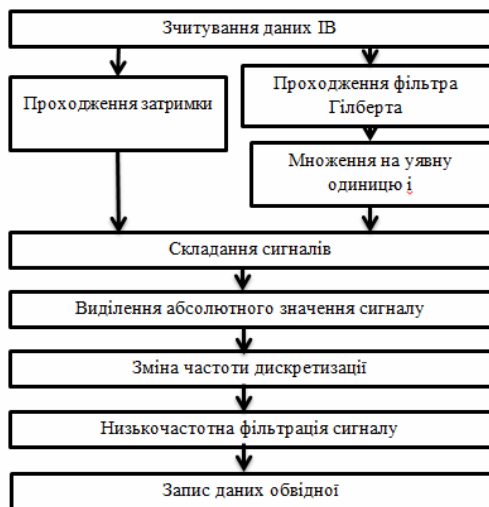 Зчитування даних ІВ
Проходження затримки
Проходження фільтра
Гілберта
Множення на уявну
одиницю і
Складання сигналів
Виділення абсолютного значення сигналу
Зміна частоти дискретизації
Низькочастотна фільтрація сигналу
Запис даних обвідної